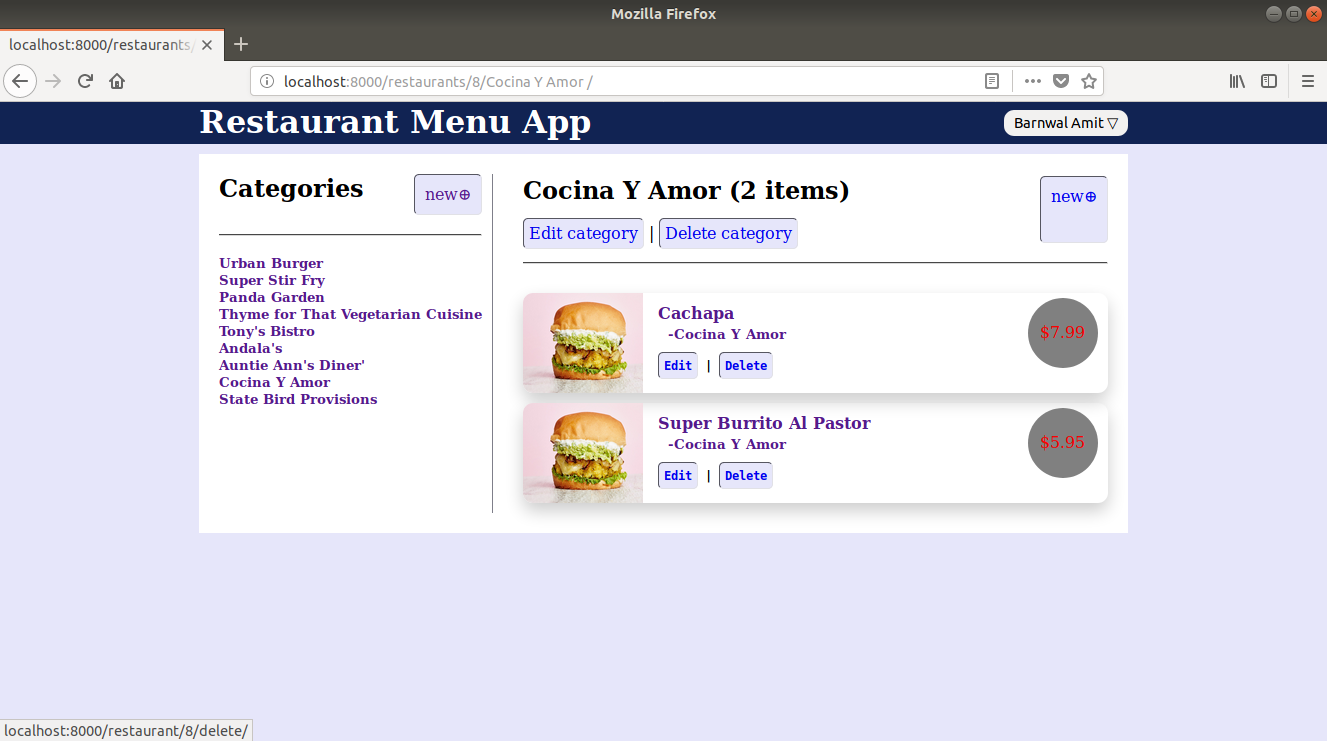 Mozilla Firefox
localhost:8000/restaurants/
localhost:8000/restaurants/8/Cocina Y Amor /
Restaurant Menu App
Barnwal Amit ▽
Categories
new⊕
Urban Burger
Super Stir Fry
Panda Garden
Thyme for That Vegetarian Cuisine
Tony's Bistro
Andala's
Auntie Ann's Diner'
Cocina Y Amor
State Bird Provisions
Cocina Y Amor (2 items)
new⊕
Edit category | Delete category
Cachapa
-Cocina Y Amor
Edit | Delete
$7.99
Super Burrito Al Pastor
-Cocina Y Amor
Edit | Delete
$5.95
localhost:8000/restaurant/8/delete/